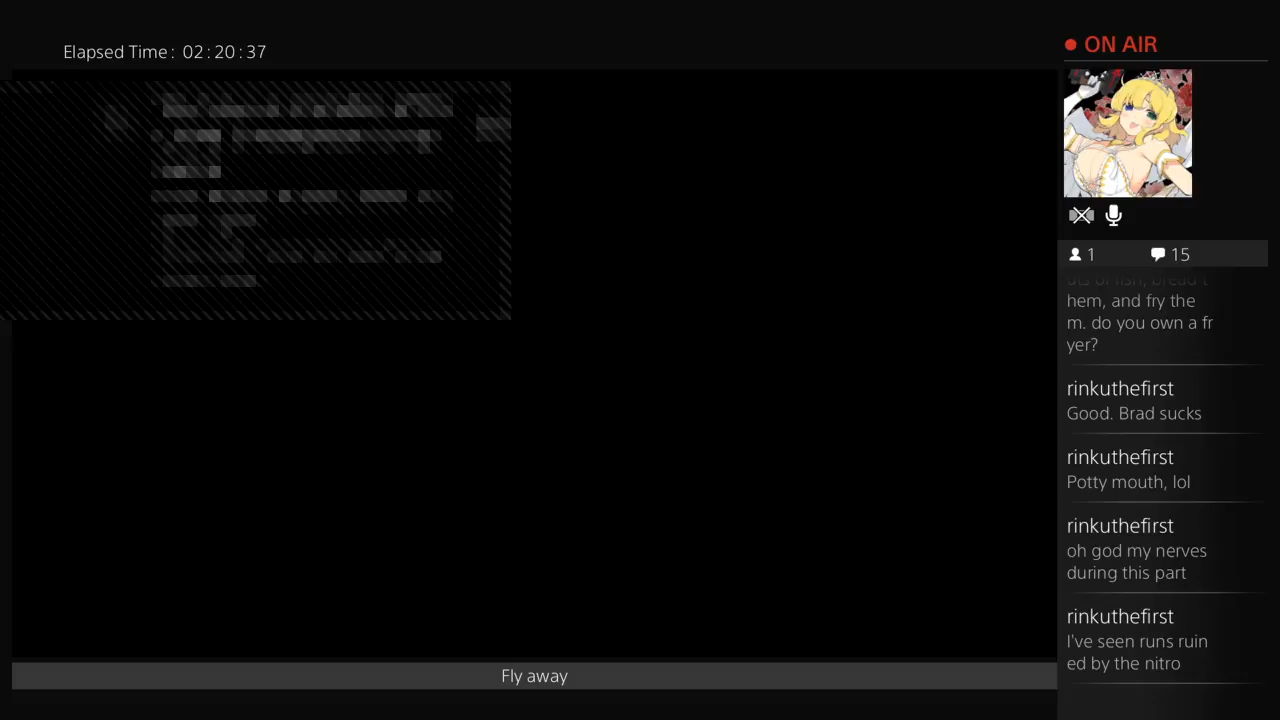 Elapsed Time: 02:20:37
ON AIR
1 15
hem, and fry the
m. do you own a fr
yer?
rinkuthefirst
Good. Brad sucks
rinkuthefirst
Potty mouth, lol
rinkuthefirst
oh god my nerves
during this part
rinkuthefirst
I've seen runs ruin
ed by the nitro
Fly away